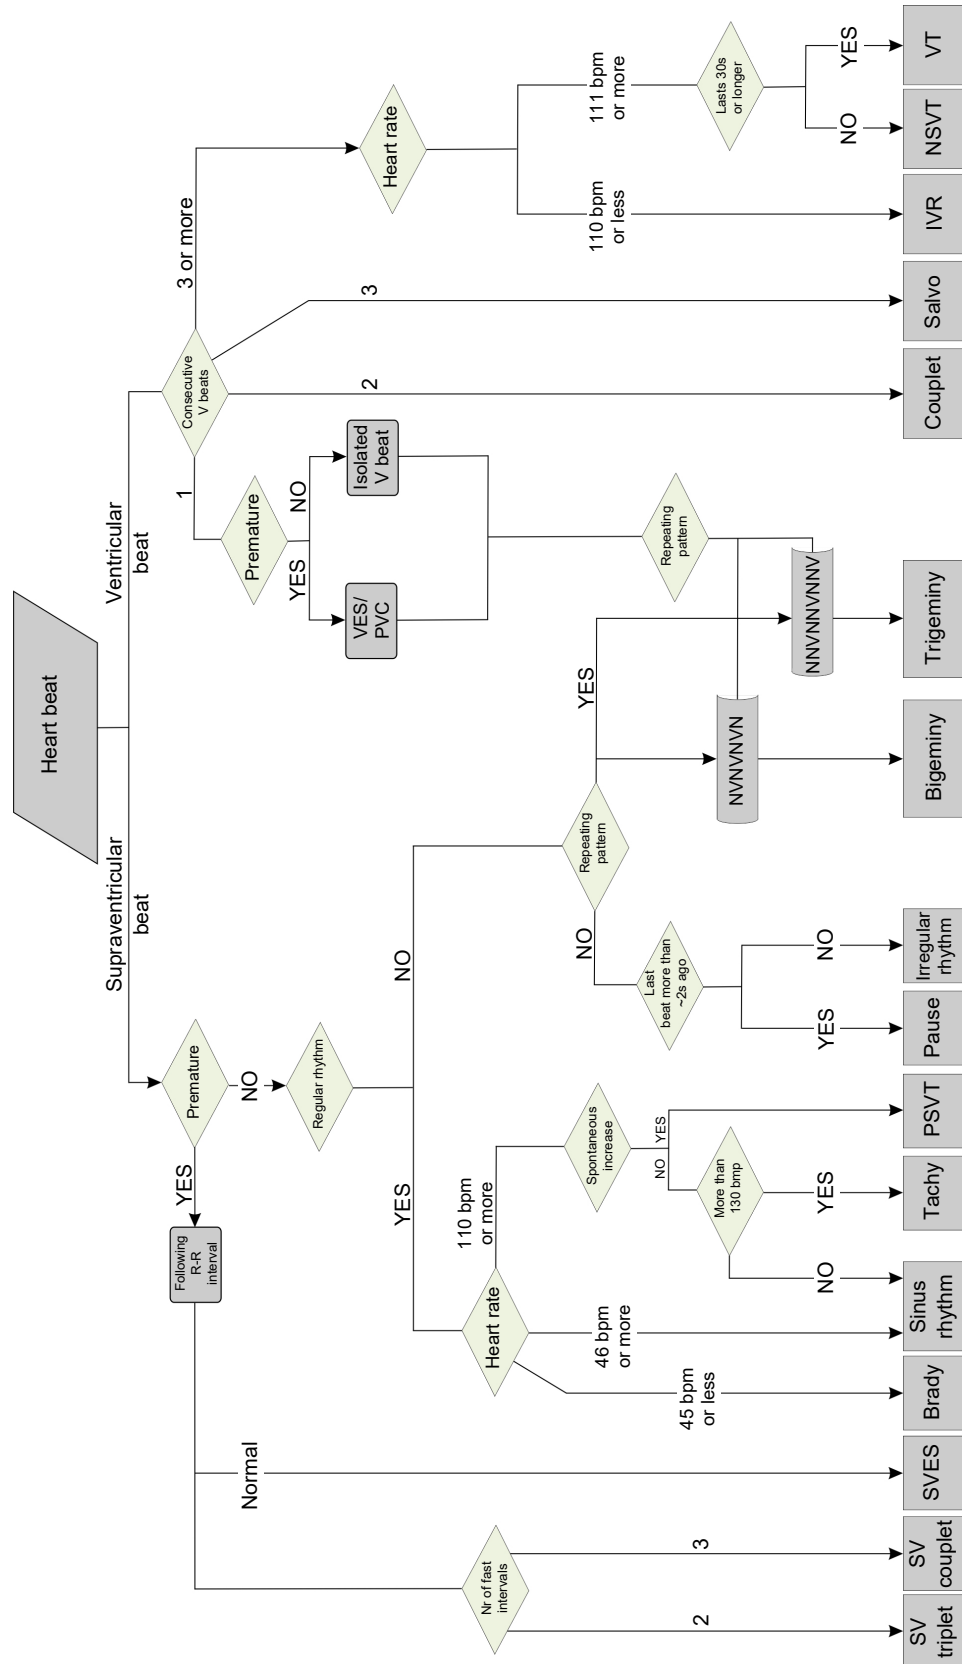 Heart beat
Supraventricular
beat
Ventricular
beat
Premature
YES
NO
Following
R-R
interval
Regular rhythm
Normal
Nr of fast
intervals
2
3
YES
NO
Heart rate
45 bpm
or less
46 bpm
or more
110 bpm
or more
Spontaneous
increase
NO
YES
More than
130 bmp
NO
YES
Repeating
pattern
NO
YES
Last
beat more than
~2s ago
YES
NO
NVNVNVN
NNVNNVNNV
Consecutive
V beats
1
2
3
3 or more
Premature
YES
NO
VES/
PVC
Isolated
V beat
Repeating
pattern
Heart rate
110 bpm
or less
111 bpm
or more
Lasts 30s
or longer
NO
YES
SV
triplet
SV
couplet
SVES
Brady
Sinus
rhythm
Tachy
PSVT
Pause
Irregular
rhythm
Bigeminy
Trigeminy
Couplet
Salvo
IVR
NSVT
VT